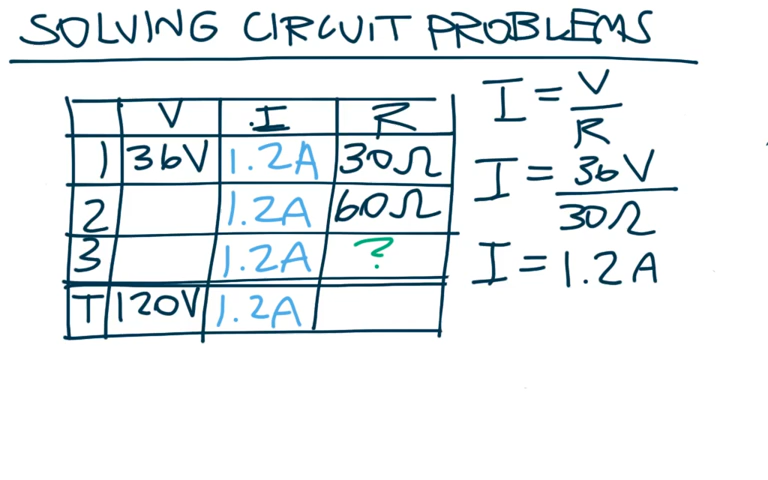 SOLVING CIRCUIT PROBLEMS
V I R
1 36V 1.2A 30Ω
2 1.2A 60Ω
3 1.2A ?
T 120V 1.2A
I = V/R
I = 36V/30Ω
I = 1.2A